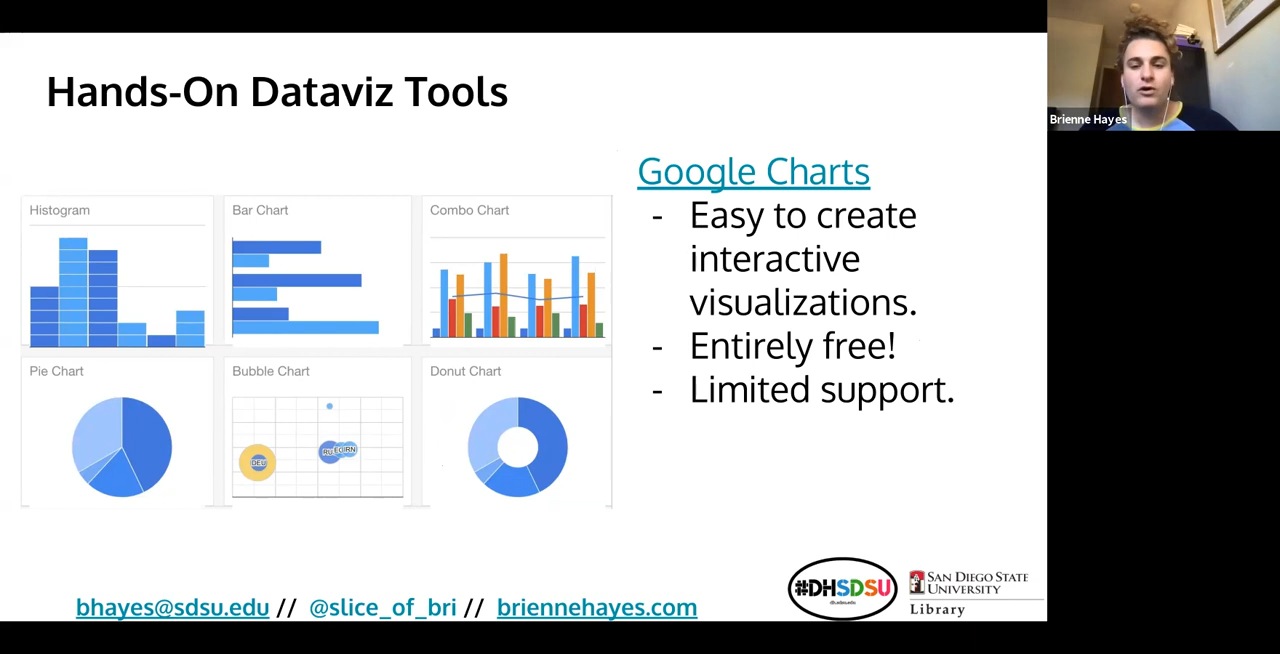 Hands-On Dataviz Tools
Brienne Hayes
Histogram
Bar Chart
Combo Chart
Pie Chart
Bubble Chart
Donut Chart
DEU
Google Charts
- Easy to create
interactive
visualizations.
- Entirely free!
- Limited support.
bhayes@sdsu.edu // @slice_of_bri // briennehayes.com
#DHSDSU
SAN DIEGO STATE
UNIVERSITY
Library